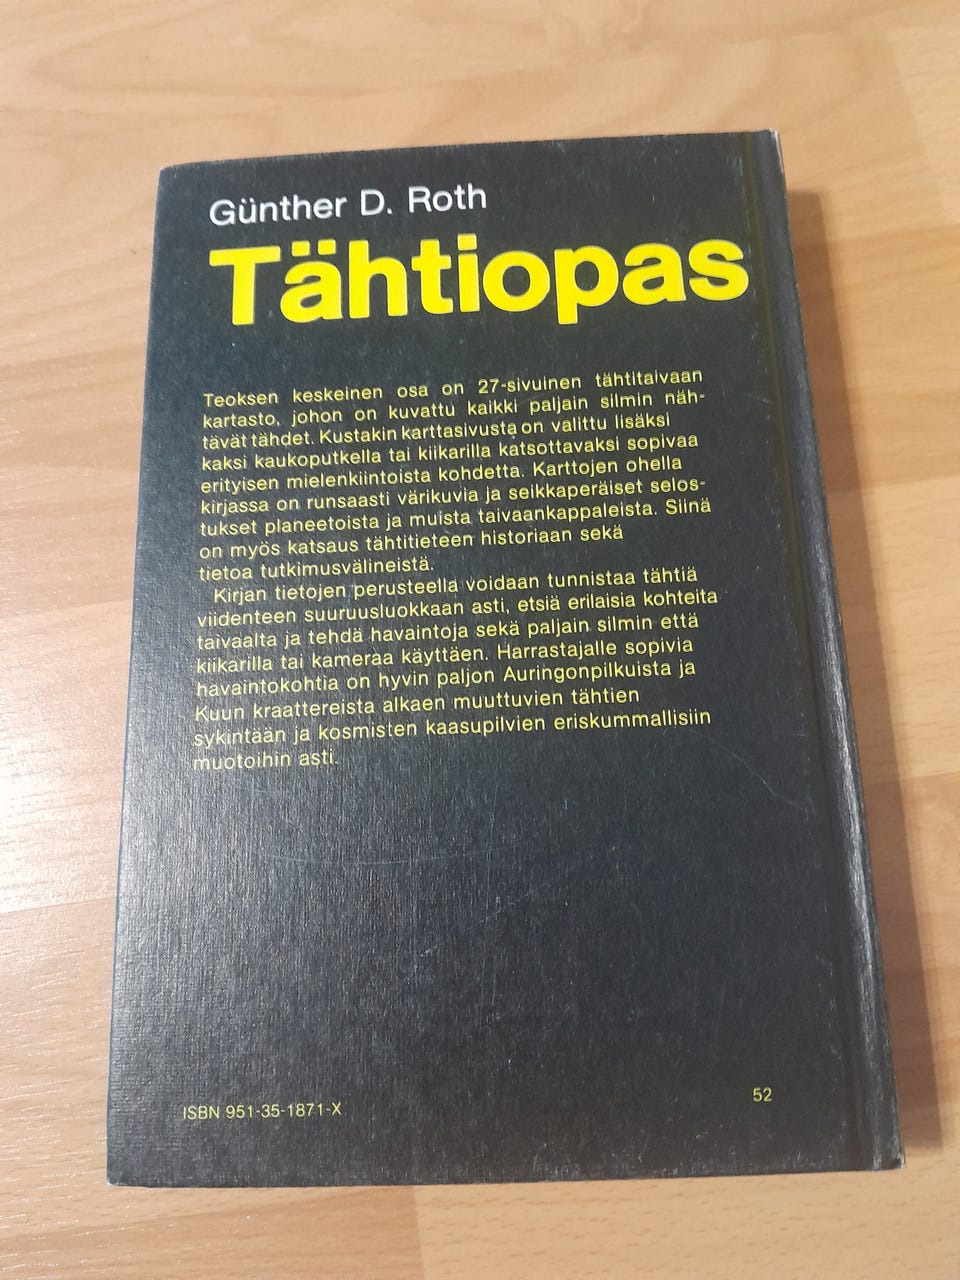 Günther D. Roth
Tähtiopas
Teoksen keskeinen osa on 27-sivuinen tähtitaivaan
kartasto, johon on kuvattu kaikki paljain silmin näh-
tävät tähdet. Kustakin karttasivusta on valittu lisäksi
kaksi kaukoputkella tai kiikarilla katsottavaksi sopivaa
erityisen mielenkiintoista kohdetta. Karttojen ohella
kirjassa on runsaasti värikuvia ja seikkaperäiset selos-
tukset planeetoista ja muista taivaankappaleista. Siinä
on myös katsaus tähtitieteen historiaan sekä
tietoa tutkimusvälineistä.
Kirjan tietojen perusteella voidaan tunnistaa tähtiä
viidenteen suuruusluokkaan asti, etsiä erilaisia kohteita
taivaalta ja tehdä havaintoja sekä paljain silmin että
kiikarilla tai kameraa käyttäen. Harrastajalle sopivia
havaintokohtia on hyvin paljon Auringonpilkuista ja
Kuun kraattereista alkaen muuttuvien tähtien
sykintään ja kosmisten kaasupilvien eriskummallisiin
muotoihin asti.
ISBN 951-35-1871-X
52